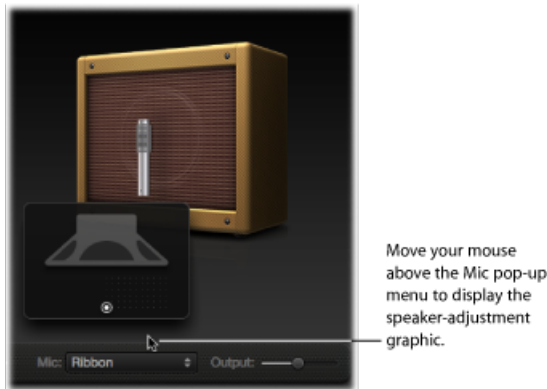 Move your mouse
above the Mic pop-up
menu to display the
speaker-adjustment
graphic.
Mic: Ribbon Output: